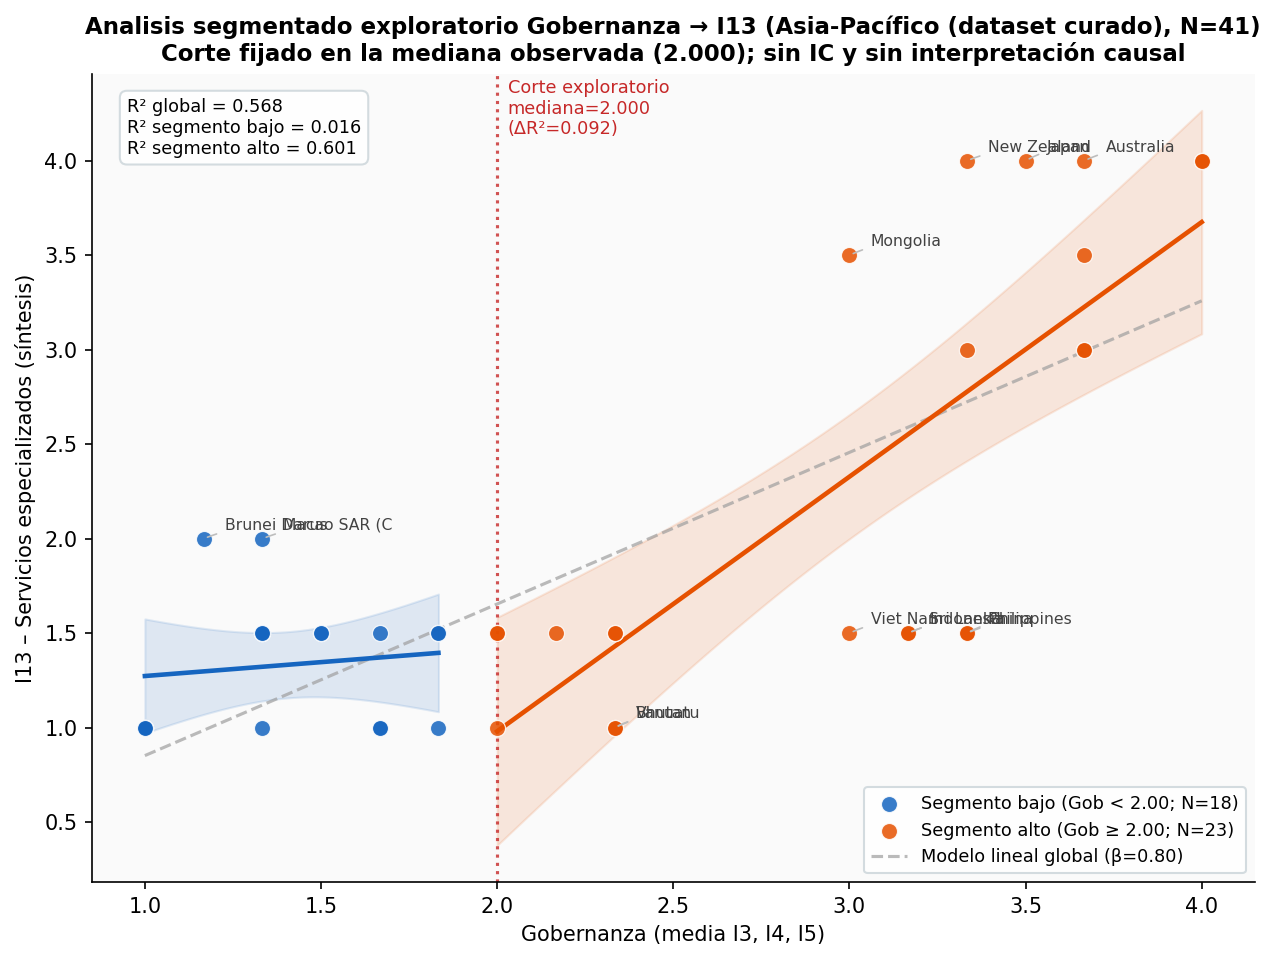 Analisis segmentado exploratorio Gobernanza → I13 (Asia-Pacífico (dataset curado), N=41)
Corte fijado en la mediana observada (2.000); sin IC y sin interpretación causal
R² global = 0.568
R² segmento bajo = 0.016
R² segmento alto = 0.601
Corte exploratorio
mediana=2.000
(ΔR²=0.092)
New Zealand
Japan
Australia
Mongolia
Brunei Darus
Macao SAR (C
Viet Nam
Indonesia
Sri Lanka
China
Philippines
Bhutan
Vanuatu
I13 – Servicios especializados (síntesis)
4.0
3.5
3.0
2.5
2.0
1.5
1.0
0.5
1.0
1.5
2.0
2.5
3.0
3.5
4.0
Gobernanza (media I3, I4, I5)
Segmento bajo (Gob < 2.00; N=18)
Segmento alto (Gob ≥ 2.00; N=23)
Modelo lineal global (β=0.80)